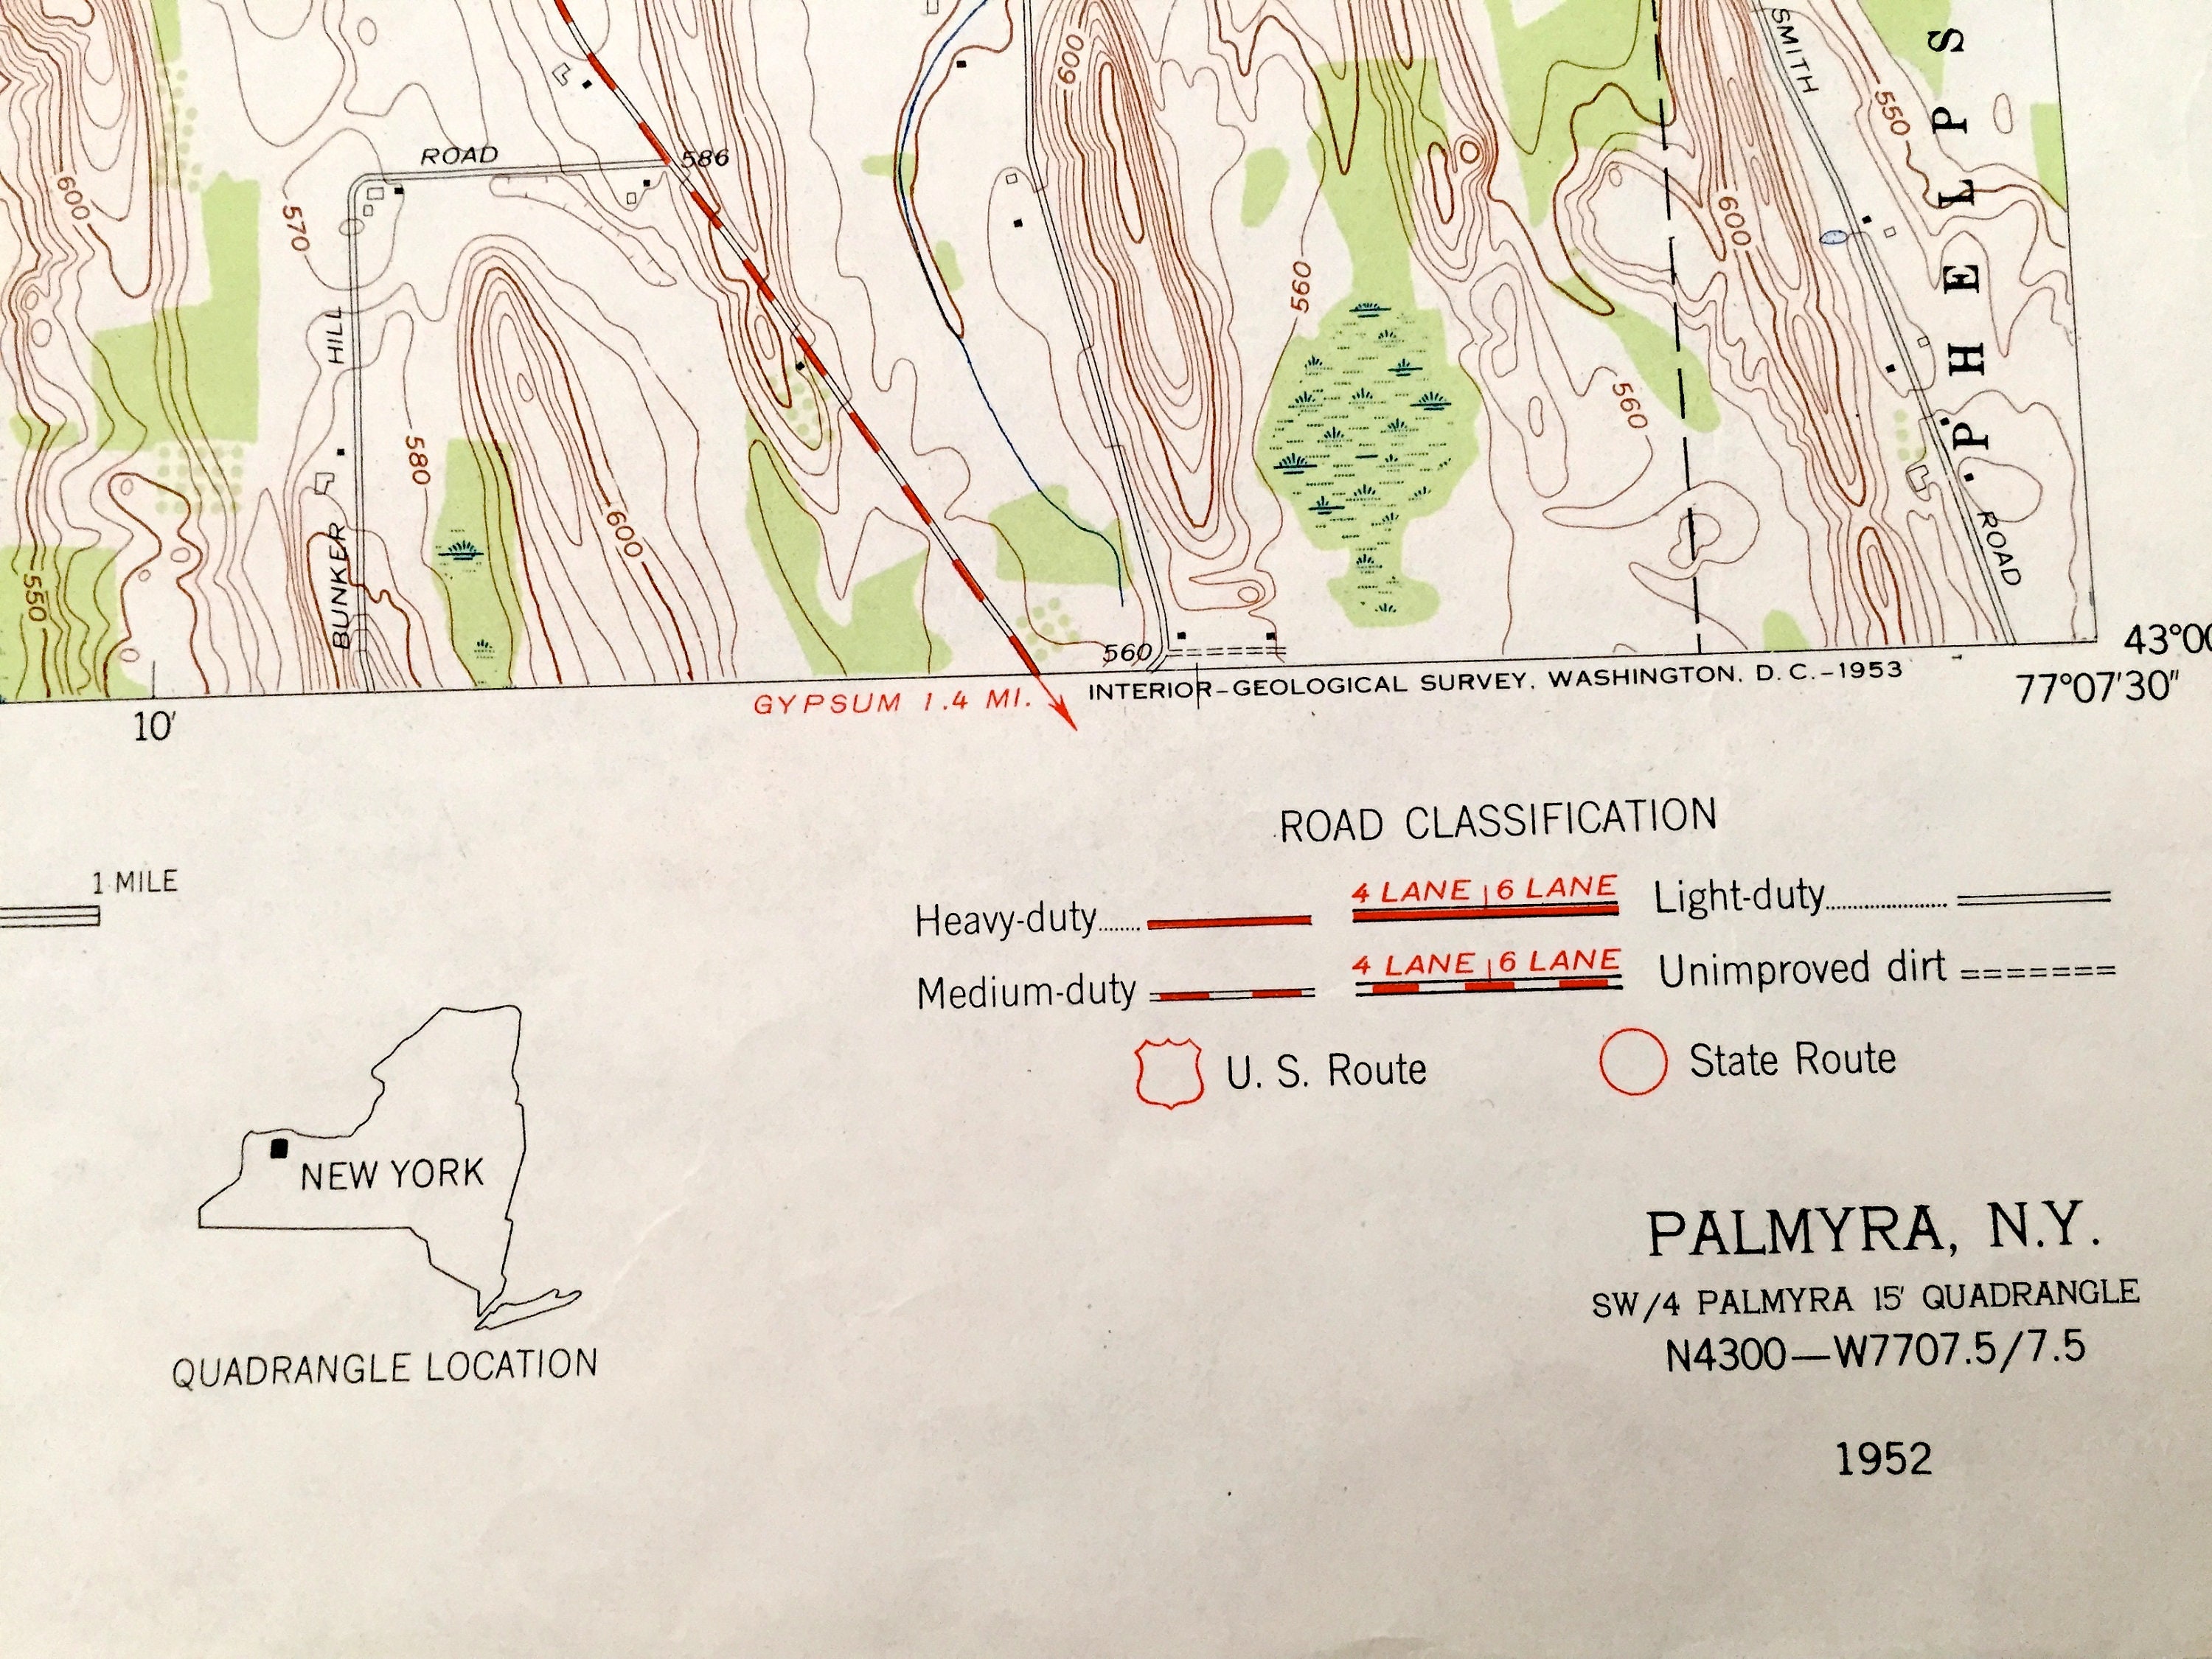 SMITH
S
600
550
P
ROAD
586
600
L
570
600
560
E
HILL
H
560
580
P
600
BUNKER
ROAD
550
560
43°0
10'
GYPSUM 1.4 MI.
INTERIOR-GEOLOGICAL SURVEY, WASHINGTON, D. C.-1953
77°07'30"
ROAD CLASSIFICATION
1 MILE
Heavy-duty........ 4 LANE | 6 LANE Light-duty.....................
Medium-duty 4 LANE | 6 LANE Unimproved dirt =======
U. S. Route State Route
NEW YORK
QUADRANGLE LOCATION
PALMYRA, N.Y.
SW/4 PALMYRA 15' QUADRANGLE
N4300—W7707.5/7.5
1952